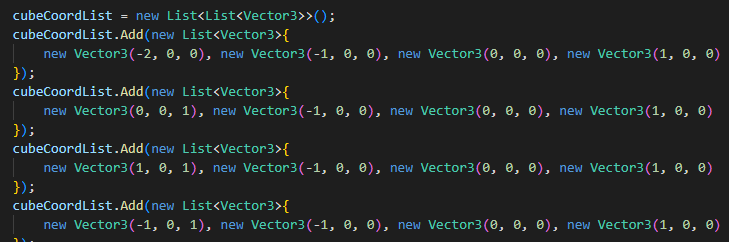 cubeCoordList = new List<List<Vector3>>();
cubeCoordList.Add(new List<Vector3>{
    new Vector3(-2, 0, 0), new Vector3(-1, 0, 0), new Vector3(0, 0, 0), new Vector3(1, 0, 0)
});
cubeCoordList.Add(new List<Vector3>{
    new Vector3(0, 0, 1), new Vector3(-1, 0, 0), new Vector3(0, 0, 0), new Vector3(1, 0, 0)
});
cubeCoordList.Add(new List<Vector3>{
    new Vector3(1, 0, 1), new Vector3(-1, 0, 0), new Vector3(0, 0, 0), new Vector3(1, 0, 0)
});
cubeCoordList.Add(new List<Vector3>{
    new Vector3(-1, 0, 1), new Vector3(-1, 0, 0), new Vector3(0, 0, 0), new Vector3(1, 0, 0)
});